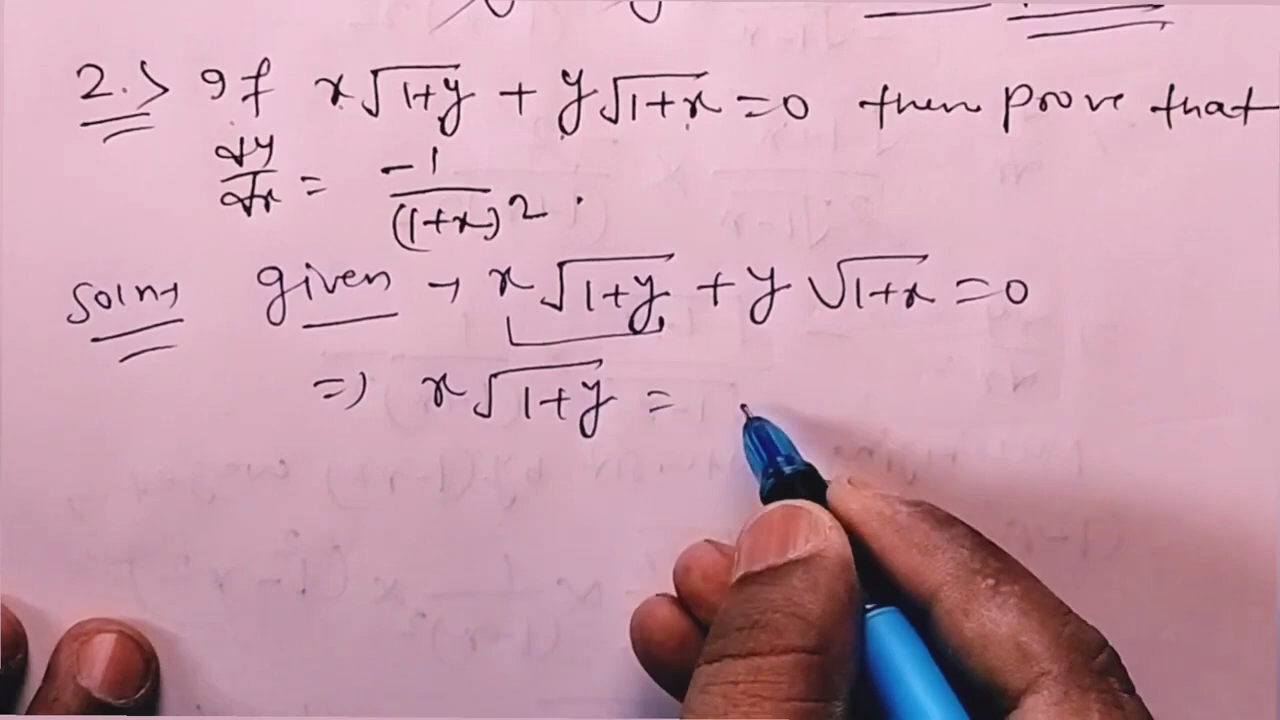 2.> If x√1+y + y√1+x = 0 then prove that
dy/dx = -1/(1+x)2 .
Soln→ given → x√1+y + y√1+x = 0
=) x√1+y =